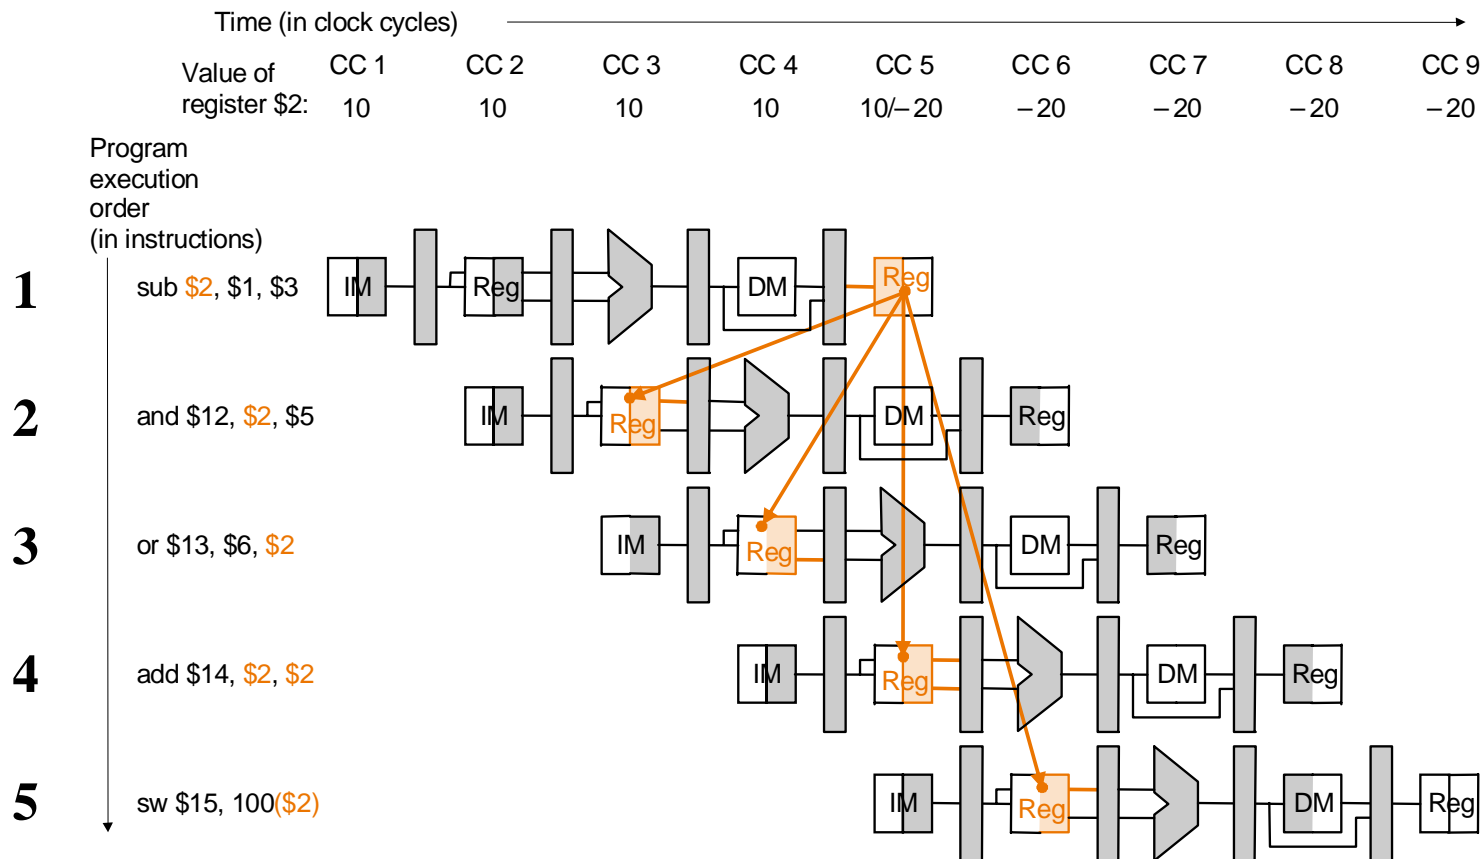 Time (in clock cycles)
Value of register $2:
CC 1 CC 2 CC 3 CC 4 CC 5 CC 6 CC 7 CC 8 CC 9
10 10 10 10 10/–20 –20 –20 –20 –20
Program
execution
order
(in instructions)
1 sub $2, $1, $3 IM Reg DM Reg
2 and $12, $2, $5 IM Reg DM Reg
3 or $13, $6, $2 IM Reg DM Reg
4 add $14, $2, $2 IM Reg DM Reg
5 sw $15, 100($2) IM Reg DM Reg